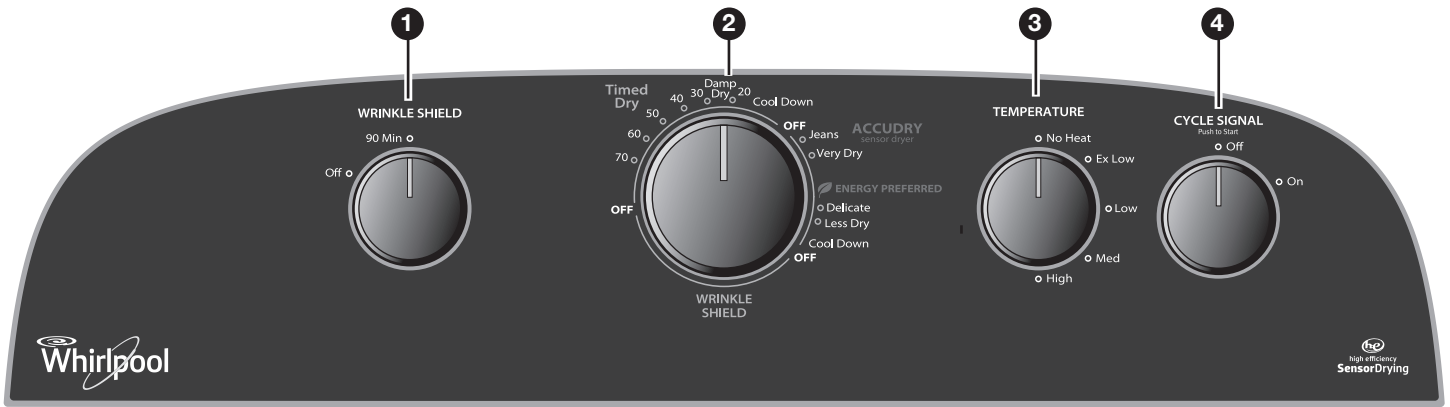 1
2
3
4
WRINKLE SHIELD
90 Min
Off
Timed
Dry
70
60
50
40
30
Damp
Dry
20
Cool Down
OFF
ACCUDRY
sensor dryer
Jeans
Very Dry
ENERGY PREFERRED
Delicate
Less Dry
Cool Down
OFF
OFF
WRINKLE
SHIELD
TEMPERATURE
No Heat
Ex Low
Low
Med
High
CYCLE SIGNAL
Push to Start
Off
On
Whirlpool
he
high efficiency
SensorDrying